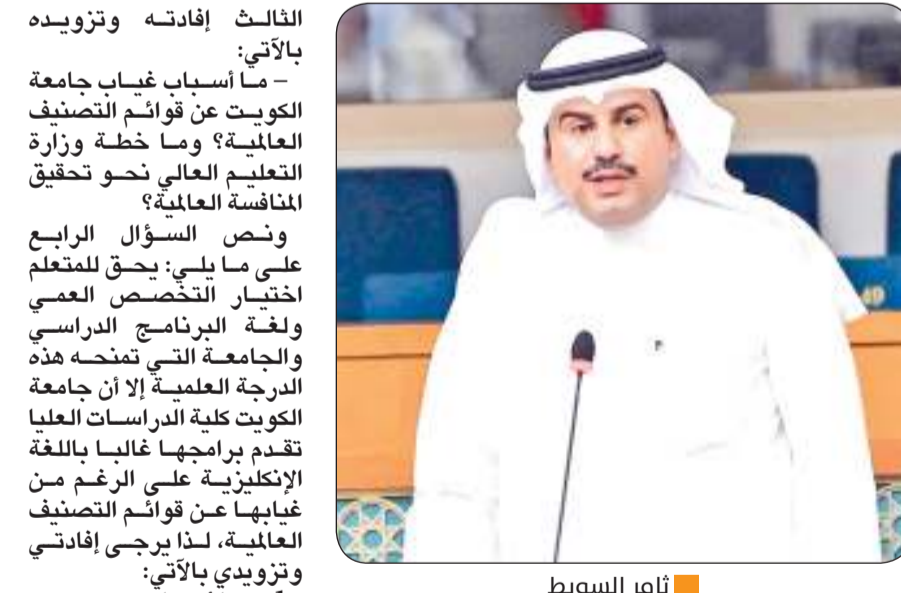 الثالث إفادته وتزويده
بالآتي:
– ما أسباب غياب جامعة
الكويت عن قوائم التصنيف
العالمية؟ وما خطة وزارة
التعليم العالي نحو تحقيق
المنافسة العالمية؟
ونص السؤال الرابع
على ما يلي: يحق للمتعلم
اختيار التخصص العمي
ولغة البرنامج الدراسي
والجامعة التي تمنحه هذه
الدرجة العلمية إلا أن جامعة
الكويت كلية الدراسات العليا
تقدم برامجها غالبا باللغة
الإنكليزية على الرغم من
غيابها عن قوائم التصنيف
العالمية، لذا يرجى إفادتي
وتزويدي بالآتي:
49
ثامر السويط